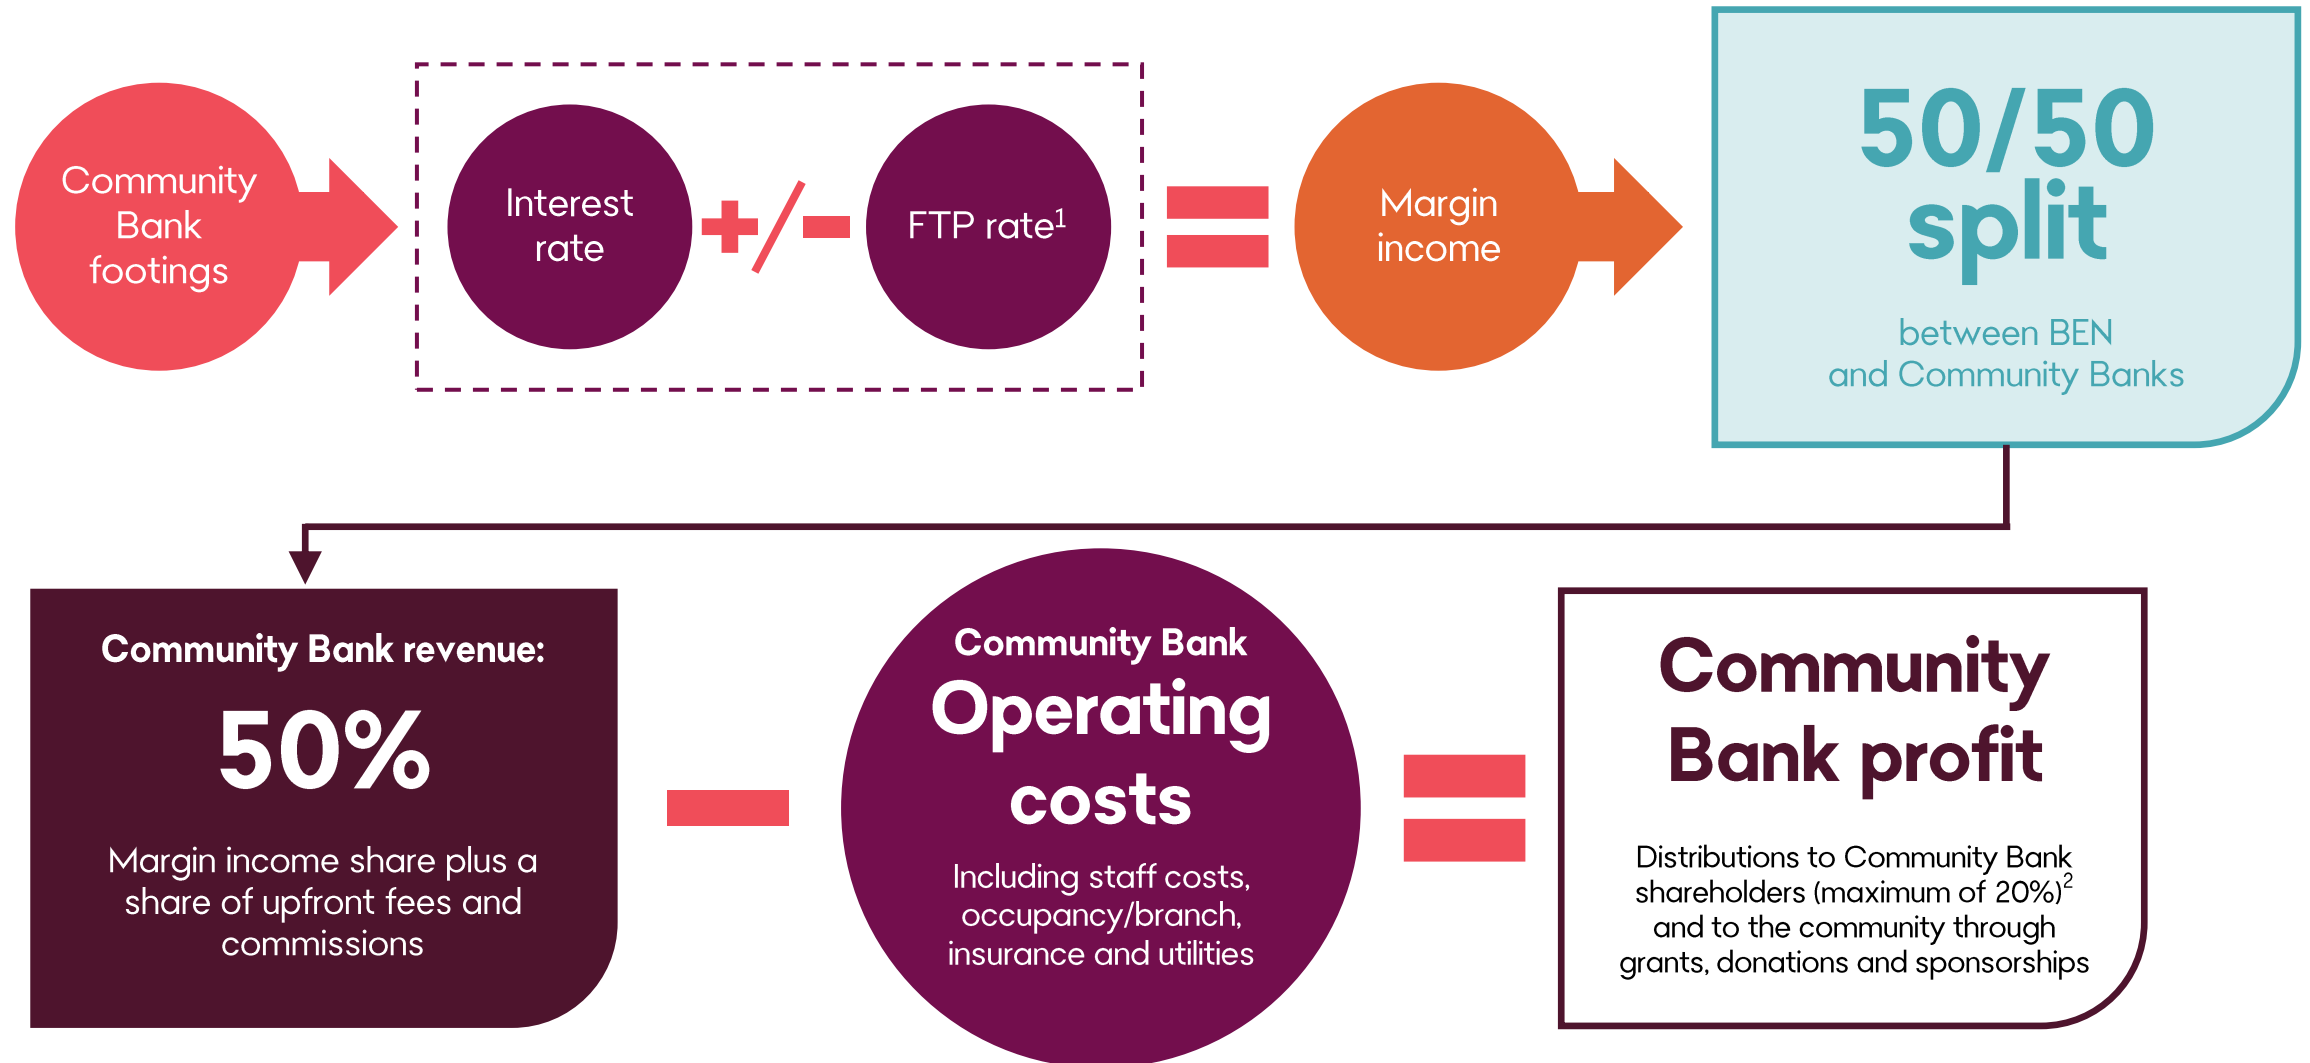 Community
Bank
footings
Interest
rate
+/-
FTP rate¹
=
Margin
income
50/50
split
between BEN
and Community Banks
Community Bank revenue:
50%
Margin income share plus a
share of upfront fees and
commissions
-
Community Bank
Operating
costs
Including staff costs,
occupancy/branch,
insurance and utilities
=
Community
Bank profit
Distributions to Community Bank
shareholders (maximum of 20%)²
and to the community through
grants, donations and sponsorships